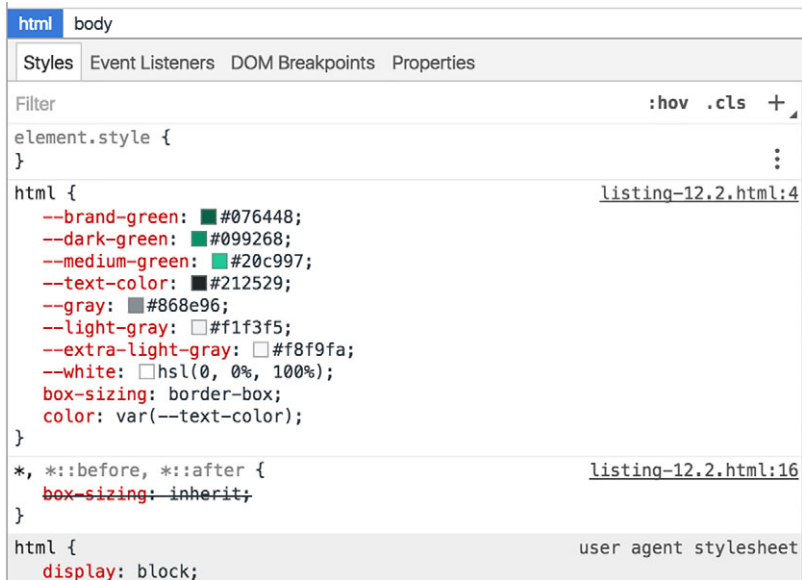 html body
Styles Event Listeners DOM Breakpoints Properties
Filter :hov .cls +
element.style {
}
html { listing-12.2.html:4
--brand-green: #076448;
--dark-green: #099268;
--medium-green: #20c997;
--text-color: #212529;
--gray: #868e96;
--light-gray: #f1f3f5;
--extra-light-gray: #f8f9fa;
--white: hsl(0, 0%, 100%);
box-sizing: border-box;
color: var(--text-color);
}
*, *::before, *::after { listing-12.2.html:16
box-sizing: inherit;
}
html { user agent stylesheet
display: block;